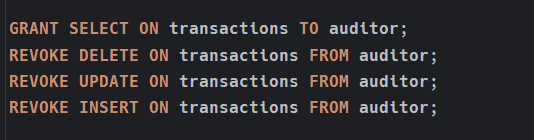 GRANT SELECT ON transactions TO auditor;
REVOKE DELETE ON transactions FROM auditor;
REVOKE UPDATE ON transactions FROM auditor;
REVOKE INSERT ON transactions FROM auditor;